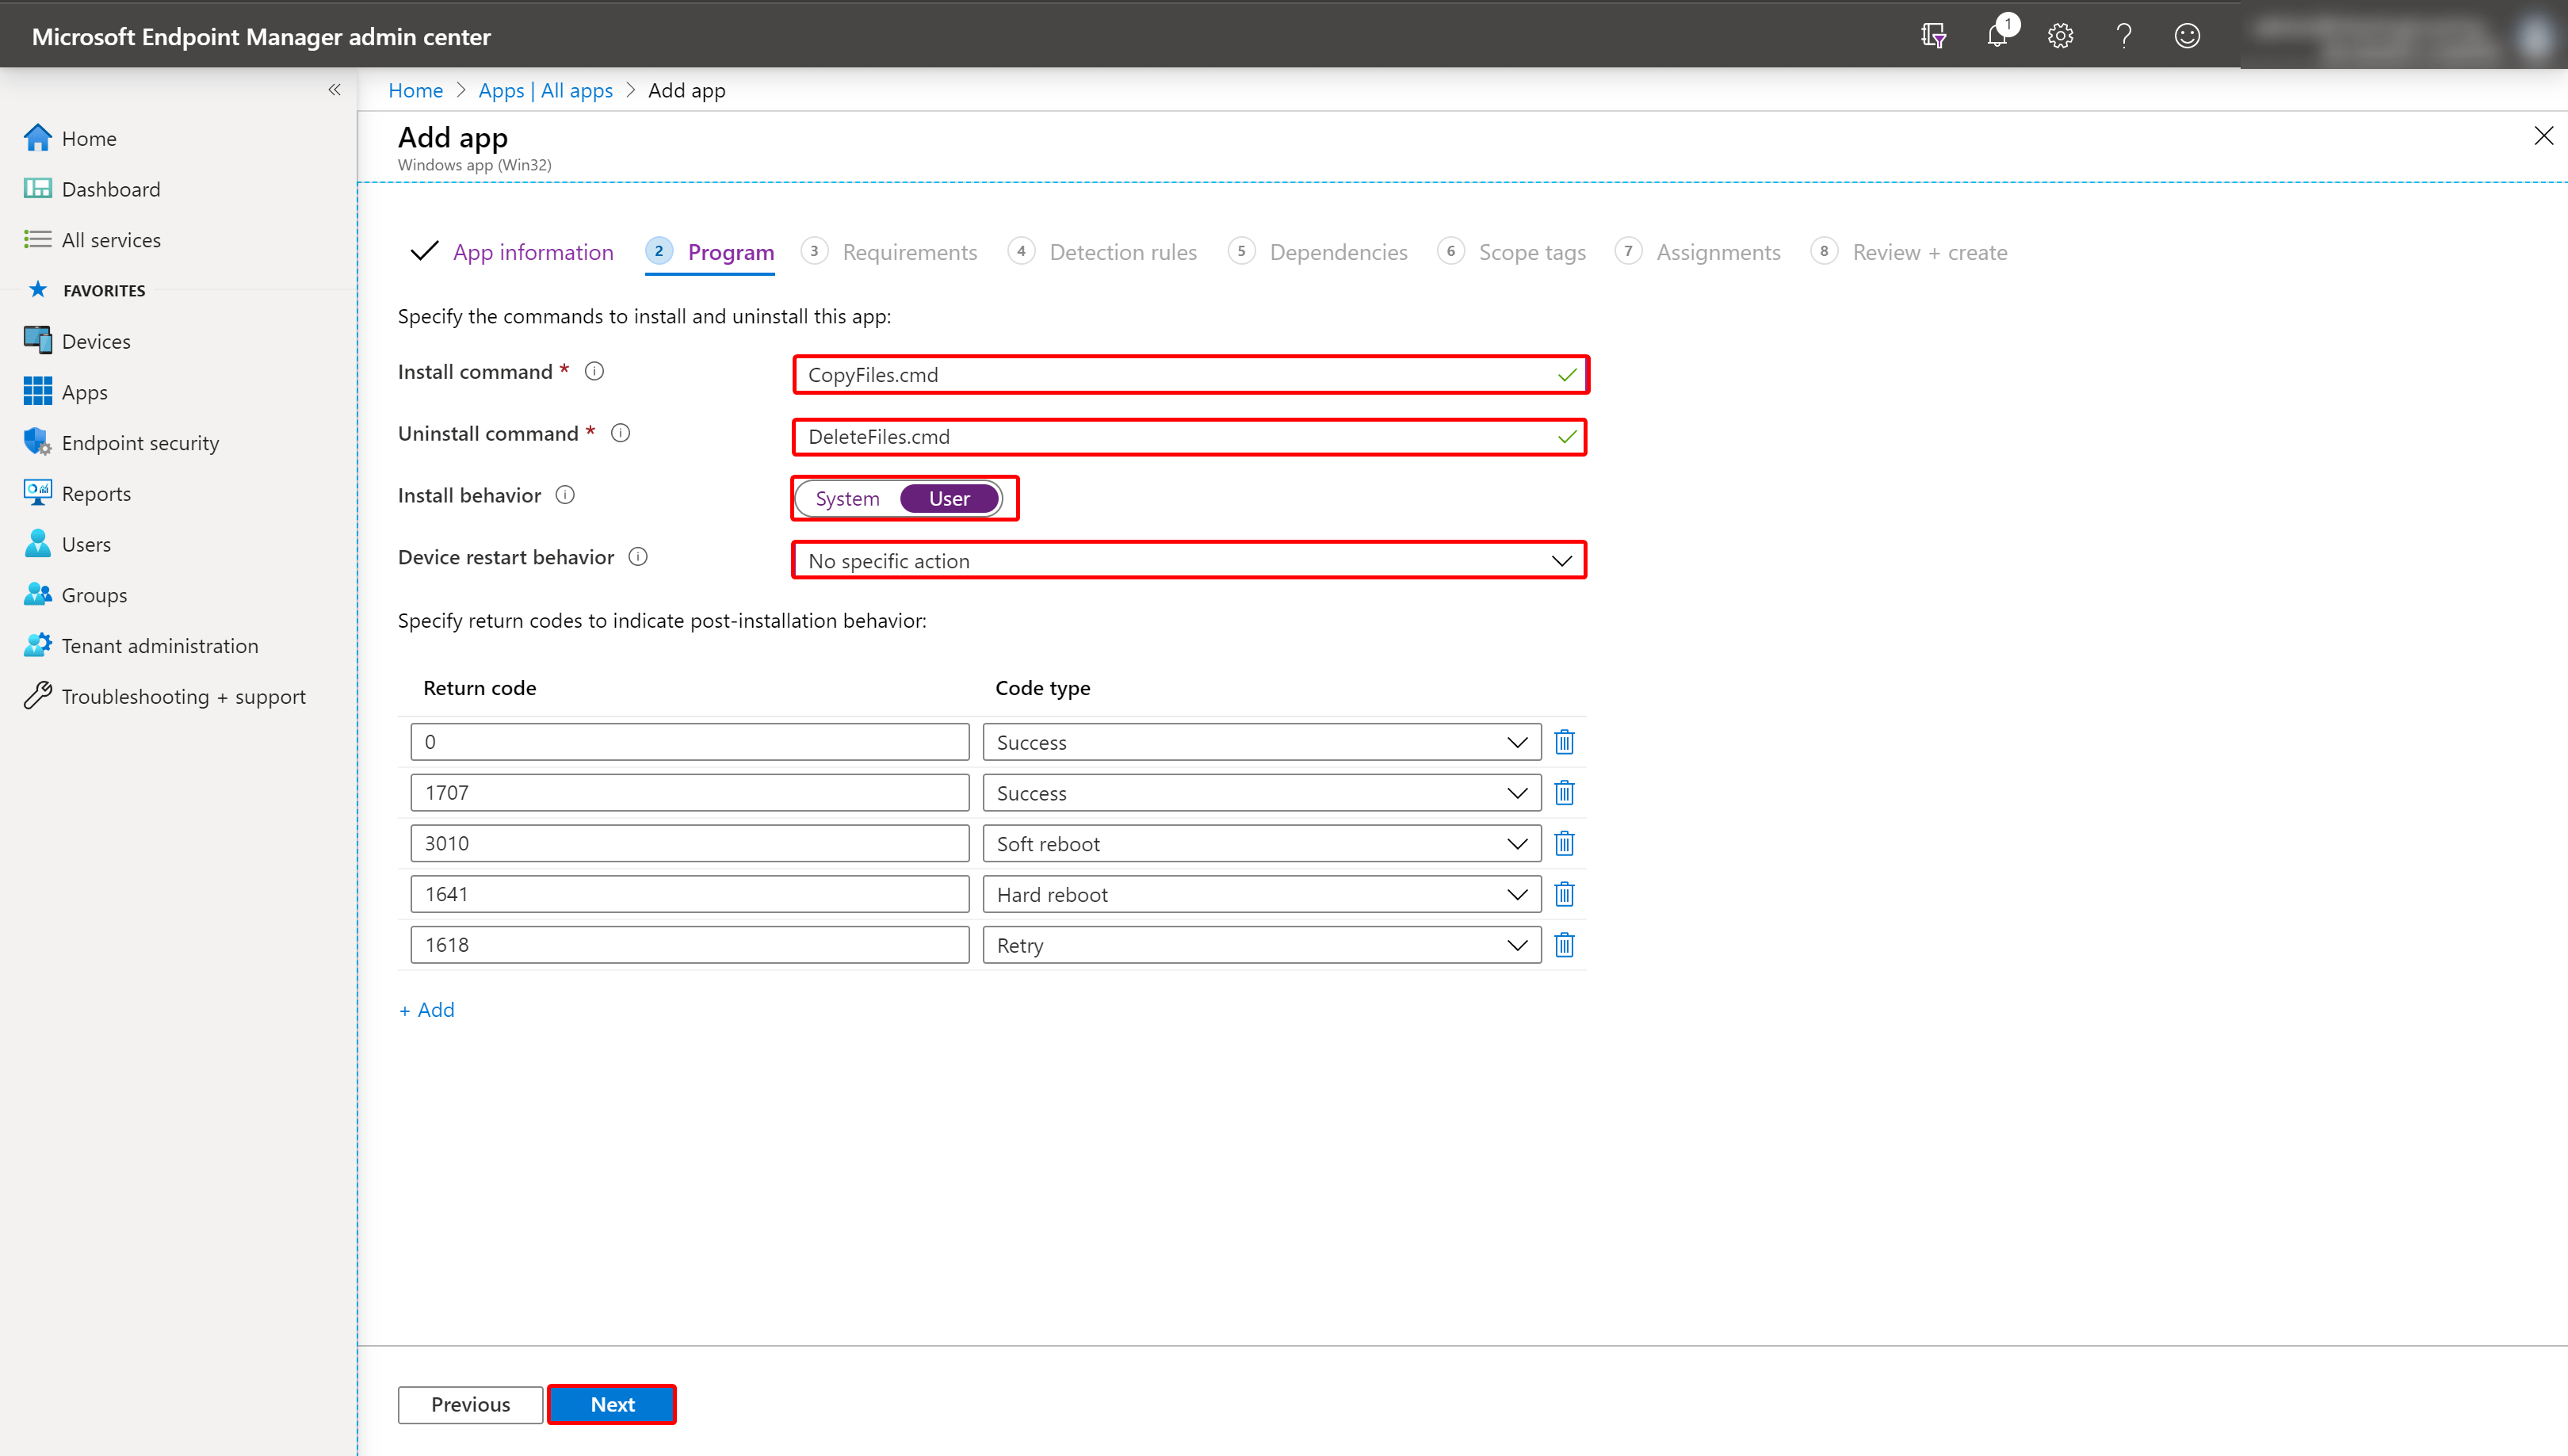 Microsoft Endpoint Manager admin center
1
Home > Apps | All apps > Add app
Home
Dashboard
All services
FAVORITES
Devices
Apps
Endpoint security
Reports
Users
Groups
Tenant administration
Troubleshooting + support
Add app
Windows app (Win32)
App information 2 Program 3 Requirements 4 Detection rules 5 Dependencies 6 Scope tags 7 Assignments 8 Review + create
Specify the commands to install and uninstall this app:
Install command * CopyFiles.cmd
Uninstall command * DeleteFiles.cmd
Install behavior System User
Device restart behavior No specific action
Specify return codes to indicate post-installation behavior:
Return code Code type
0 Success
1707 Success
3010 Soft reboot
1641 Hard reboot
1618 Retry
+ Add
Previous Next